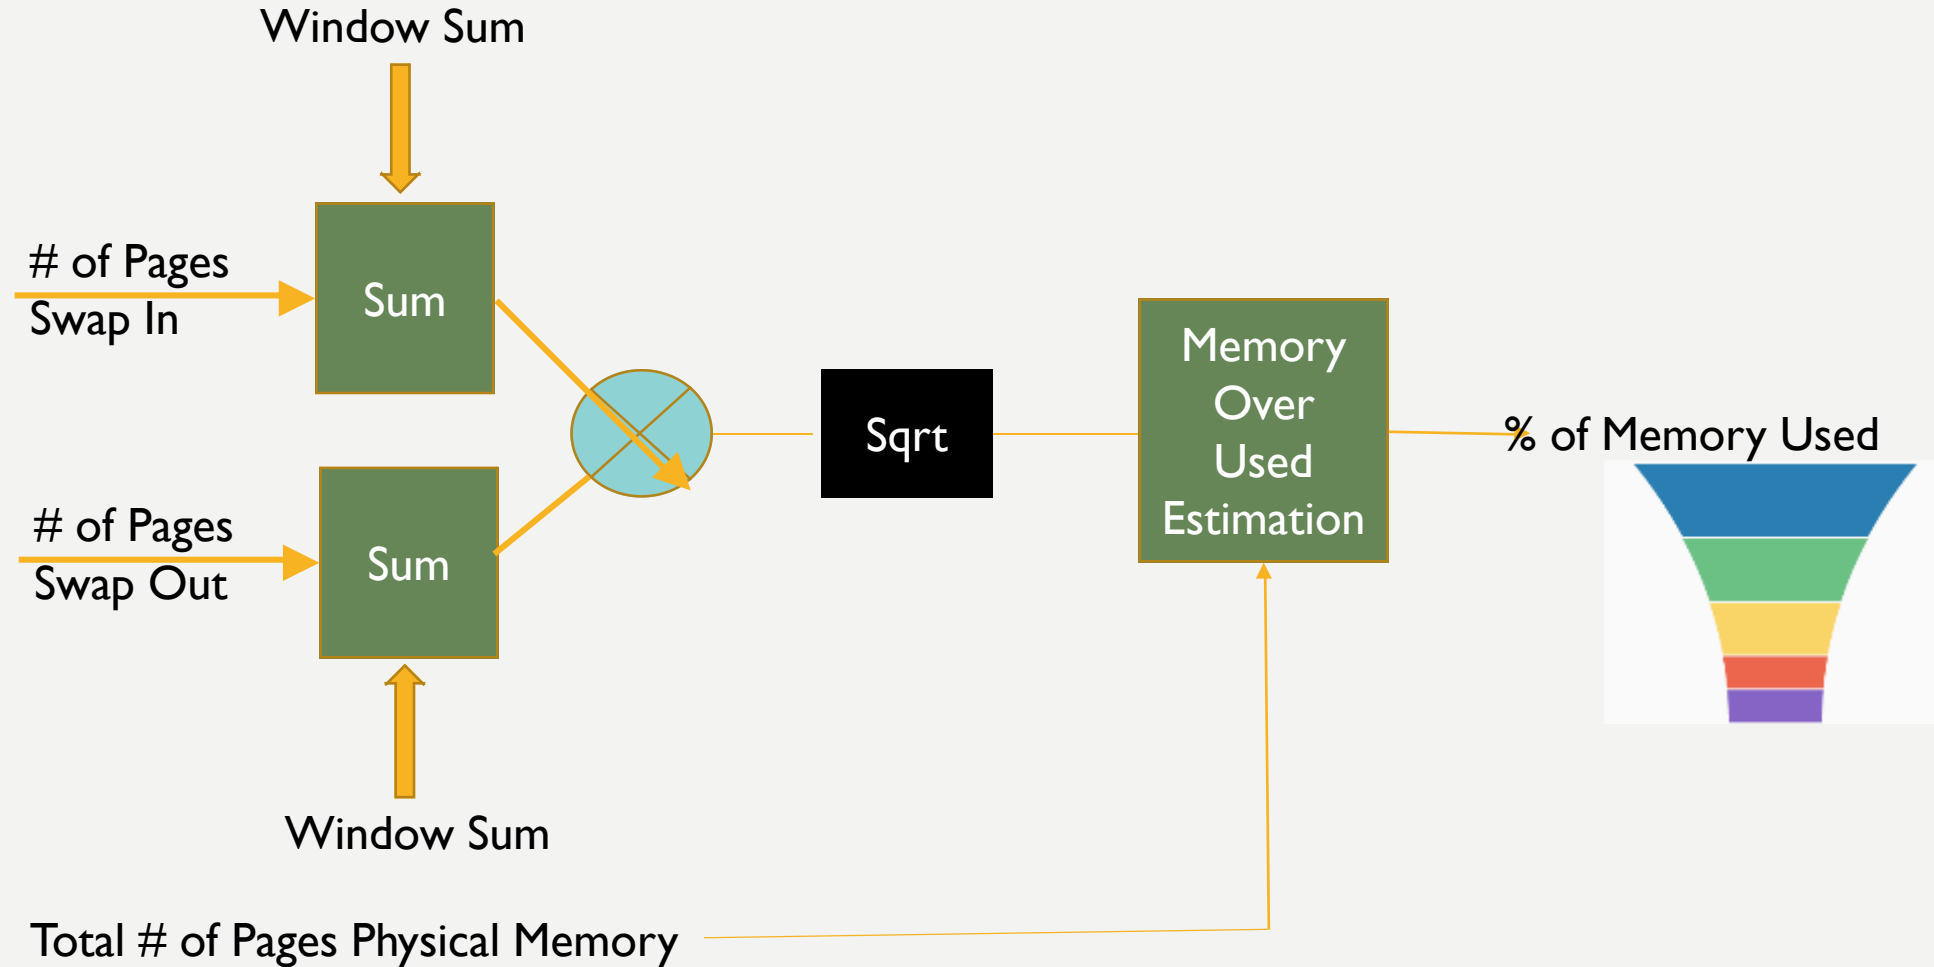 Window Sum
# of Pages
Swap In
Sum
# of Pages
Swap Out
Sum
Window Sum
Sqrt
Memory
Over
Used
Estimation
% of Memory Used
Total # of Pages Physical Memory